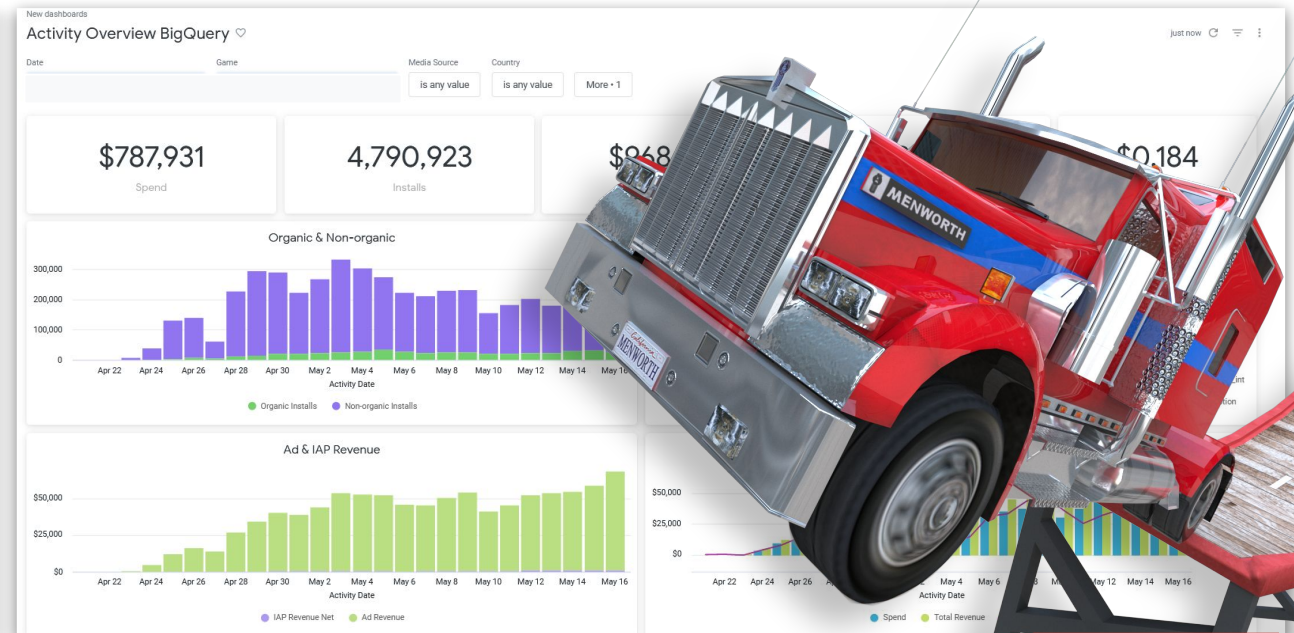 New dashboards
Activity Overview BigQuery
just now
Date
Game
Media Source
Country
is any value
is any value
More • 1
$787,931
Spend
4,790,923
Installs
$968
$0.184
Organic & Non-organic
300,000
200,000
100,000
0
Apr 22 Apr 24 Apr 26 Apr 28 Apr 30 May 2 May 4 May 6 May 8 May 10 May 12 May 14 May 16
Activity Date
Organic Installs
Non-organic Installs
MENWORTH
California
MENWORTH
Ad & IAP Revenue
$50,000
$25,000
$0
Apr 22 Apr 24 Apr 26 Apr 28 Apr 30 May 2 May 4 May 6 May 8 May 10 May 12 May 14 May 16
Activity Date
IAP Revenue Net
Ad Revenue
$50,000
$25,000
$0
Apr 22 Apr 24 Apr 26 May 4 May 6 May 12 May 14 May 16
Activity Date
Spend
Total Revenue